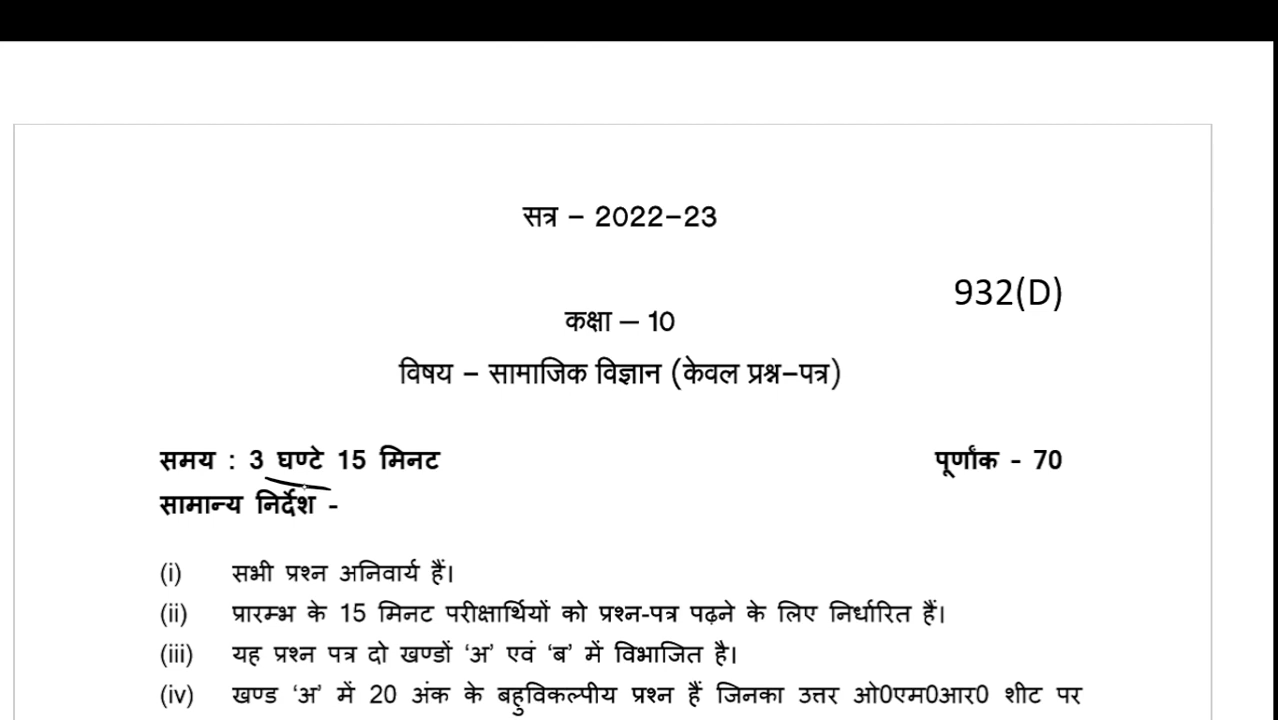 सत्र – 2022–23
932(D)
कक्षा – 10
विषय – सामाजिक विज्ञान (केवल प्रश्न–पत्र)
समय : 3 घण्टे 15 मिनट पूर्णांक - 70
सामान्य निर्देश -
(i) सभी प्रश्न अनिवार्य हैं।
(ii) प्रारम्भ के 15 मिनट परीक्षार्थियों को प्रश्न-पत्र पढ़ने के लिए निर्धारित हैं।
(iii) यह प्रश्न पत्र दो खण्डों ‘अ’ एवं ‘ब’ में विभाजित है।
(iv) खण्ड ‘अ’ में 20 अंक के बहुविकल्पीय प्रश्न हैं जिनका उत्तर ओ0एम0आर0 शीट पर